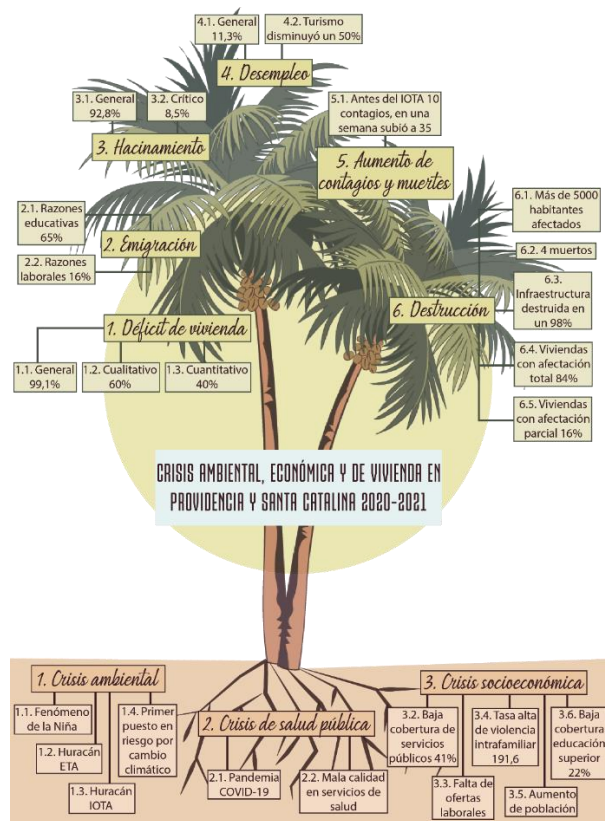 4.1. General
11,3%
4.2. Turismo
disminuyó un 50%
4. Desempleo
3.1. General
92,8%
3.2. Crítico
8,5%
3. Hacinamiento
5.1. Antes del IOTA 10
contagios, en una
semana subió a 35
5. Aumento de
contagios y muertes
2.1. Razones
educativas
65%
2. Emigración
2.2. Razones
laborales 16%
6.1. Más de 5000
habitantes
afectados
6.2. 4 muertos
6. Destrucción
6.3.
Infraestructura
destruida en
un 98%
6.4. Viviendas
con afectación
total 84%
6.5. Viviendas
con afectación
parcial 16%
1. Déficit de vivienda
1.1. General
99,1%
1.2. Cualitativo
60%
1.3. Cuantitativo
40%
CRISIS AMBIENTAL, ECONÓMICA Y DE VIVIENDA EN
PROVIDENCIA Y SANTA CATALINA 2020-2021
1. Crisis ambiental
1.1. Fenómeno
de la Niña
1.2. Huracán
ETA
1.3. Huracán
IOTA
1.4. Primer
puesto en
riesgo por
cambio
climático
2. Crisis de salud pública
2.1. Pandemia
COVID-19
2.2. Mala calidad
en servicios de
salud
3. Crisis socioeconómica
3.2. Baja
cobertura de
servicios
públicos 41%
3.3. Falta de
ofertas
laborales
3.4. Tasa alta
de violencia
intrafamiliar
191,6
3.5. Aumento
de población
3.6. Baja
cobertura
educación
superior
22%